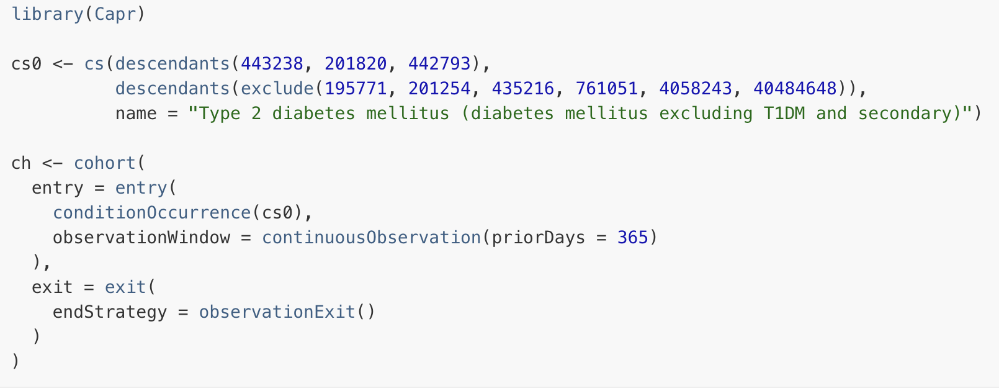 library(Capr)
cs0 <- cs(descendants(443238, 201820, 442793),
descendants(exclude(195771, 201254, 435216, 761051, 4058243, 40484648)),
name = "Type 2 diabetes mellitus (diabetes mellitus excluding T1DM and secondary)")
ch <- cohort(
entry = entry(
conditionOccurrence(cs0),
observationWindow = continuousObservation(priorDays = 365)
),
exit = exit(
endStrategy = observationExit()
)
)